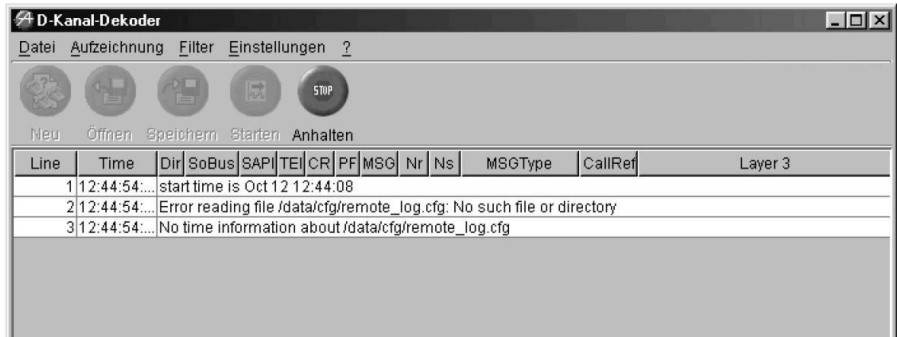 D-Kanal-Dekoder
Datei Aufzeichnung Filter Einstellungen ?
STOP
Neu Öffnen Speichern Starten Anhalten
Line Time Dir SoBus SAPI TEI CR PF MSG Nr Ns MSGType CallRef Layer 3
1 12:44:54:... start time is Oct 12 12:44:08
2 12:44:54:... Error reading file /data/cfg/remote_log.cfg: No such file or directory
3 12:44:54:... No time information about /data/cfg/remote_log.cfg